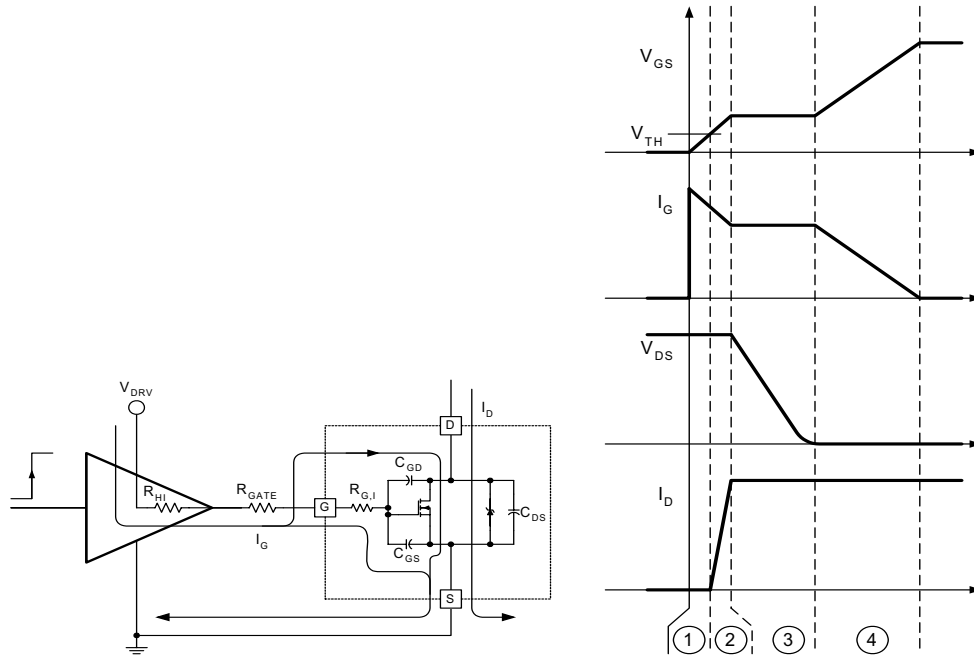 V_DRV
R_HI
R_GATE
I_G
G
R_G,I
C_GD
C_GS
D
I_D
C_DS
S
V_GS
V_TH
I_G
V_DS
I_D
1 2 3 4